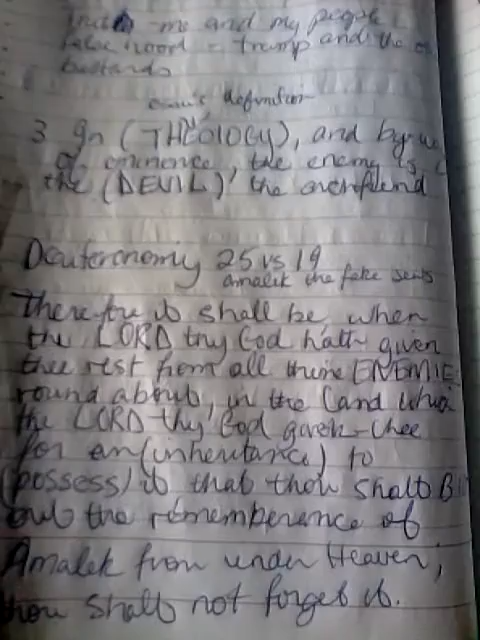 me and my people
hood - trump and the
bastards
definition
3 In (THEOLOGY), and by w
of eminence, the enemy is
the (DEVIL), the archfiend
Deuteronomy 25 vs 19
amalek the fake
Therefore it shall be, when
the LORD thy God hath given
thee rest from all thine ENEMIE
round about, in the land whic
the LORD thy God giveth thee
for an (inheritance) to
(possess) it that thou shalt Bl
out the rememberence of
Amalek from under Heaven;
thou shalt not forget it.